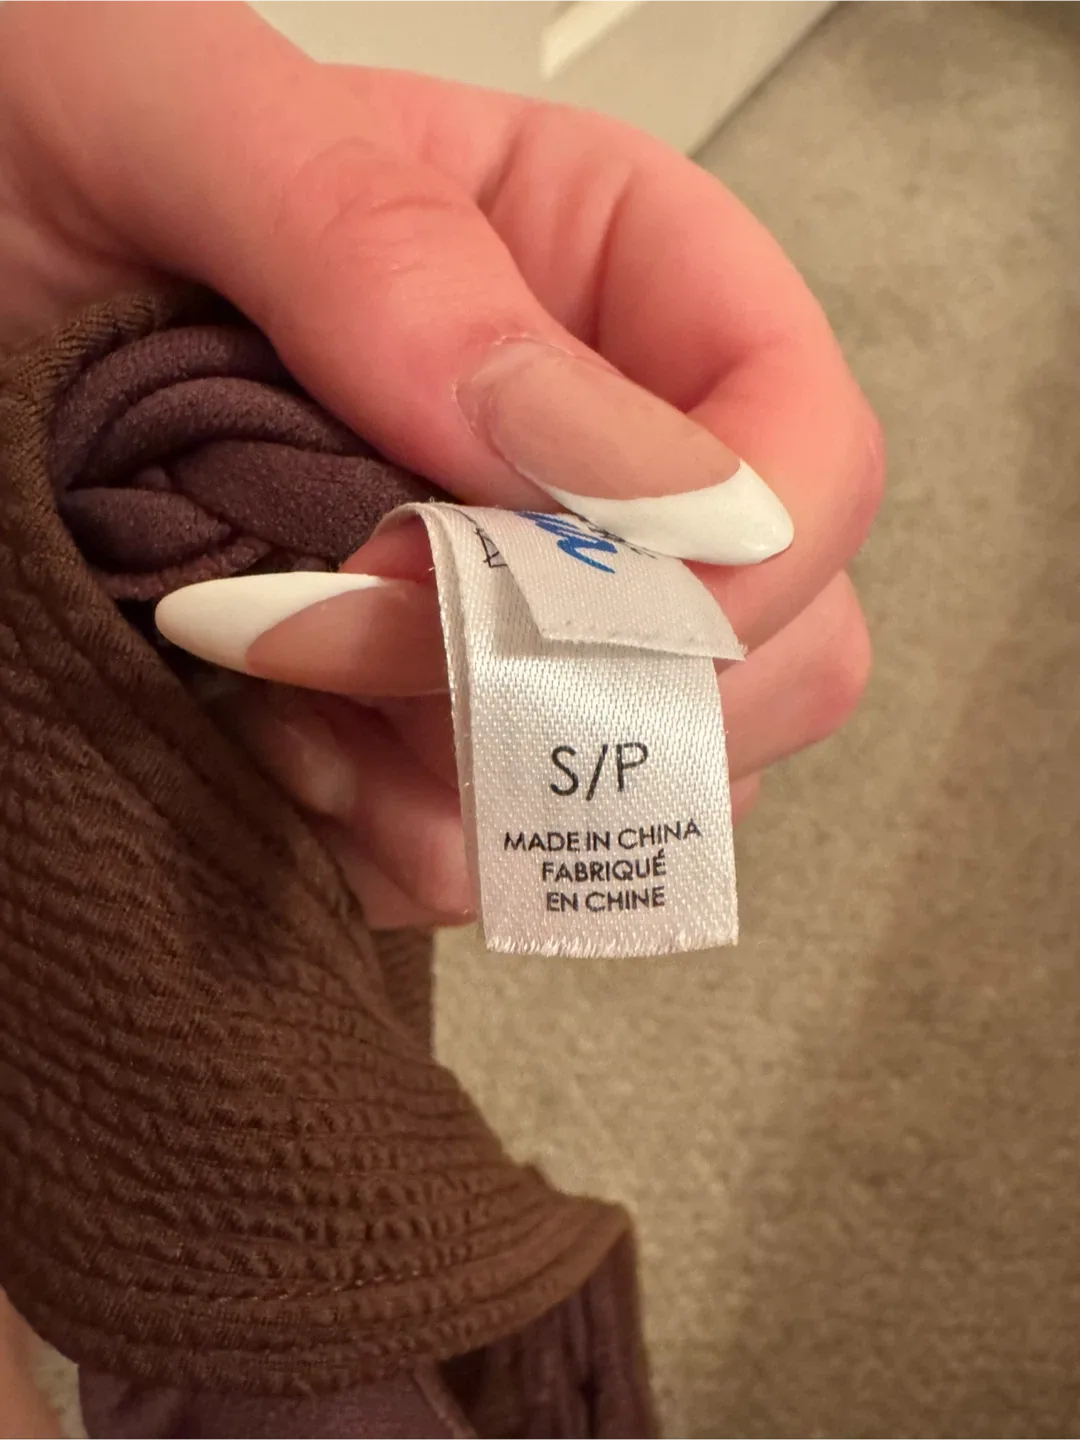 S/P
MADE IN CHINA
FABRIQUÉ
EN CHINE